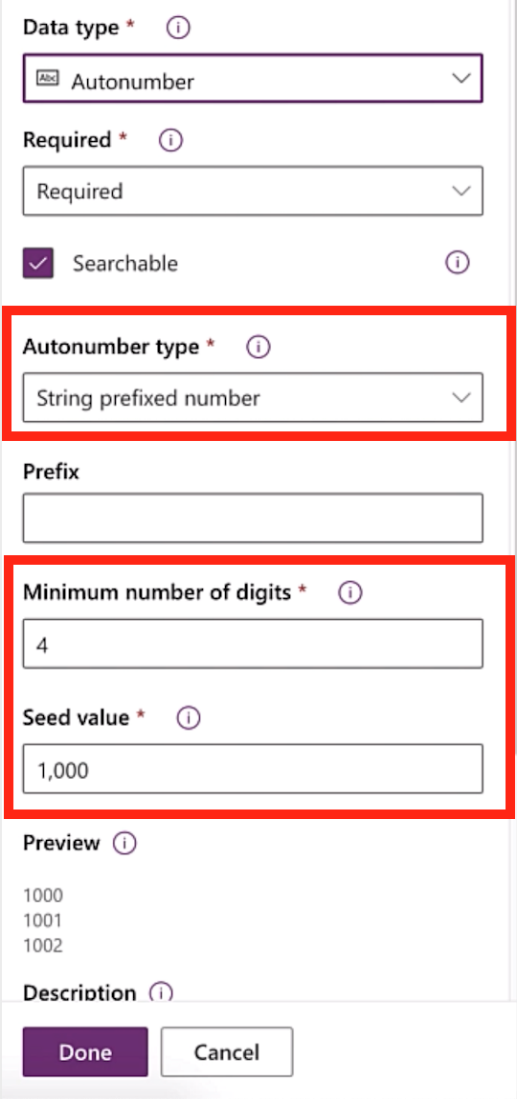 Data type *
Abc Autonumber
Required *
Required
Searchable
Autonumber type *
String prefixed number
Prefix
Minimum number of digits *
4
Seed value *
1,000
Preview
1000
1001
1002
Description
Done
Cancel